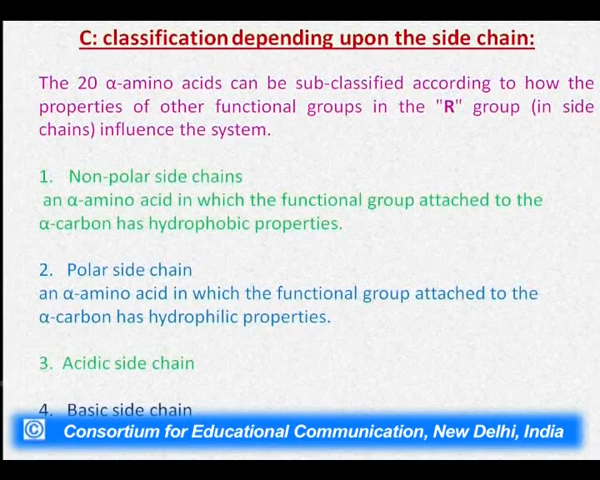 C: classification depending upon the side chain:
The 20 α-amino acids can be sub-classified according to how the
properties of other functional groups in the "R" group (in side
chains) influence the system.
1. Non-polar side chains
an α-amino acid in which the functional group attached to the
α-carbon has hydrophobic properties.
2. Polar side chain
an α-amino acid in which the functional group attached to the
α-carbon has hydrophilic properties.
3. Acidic side chain
4. Basic side chain
© Consortium for Educational Communication, New Delhi, India